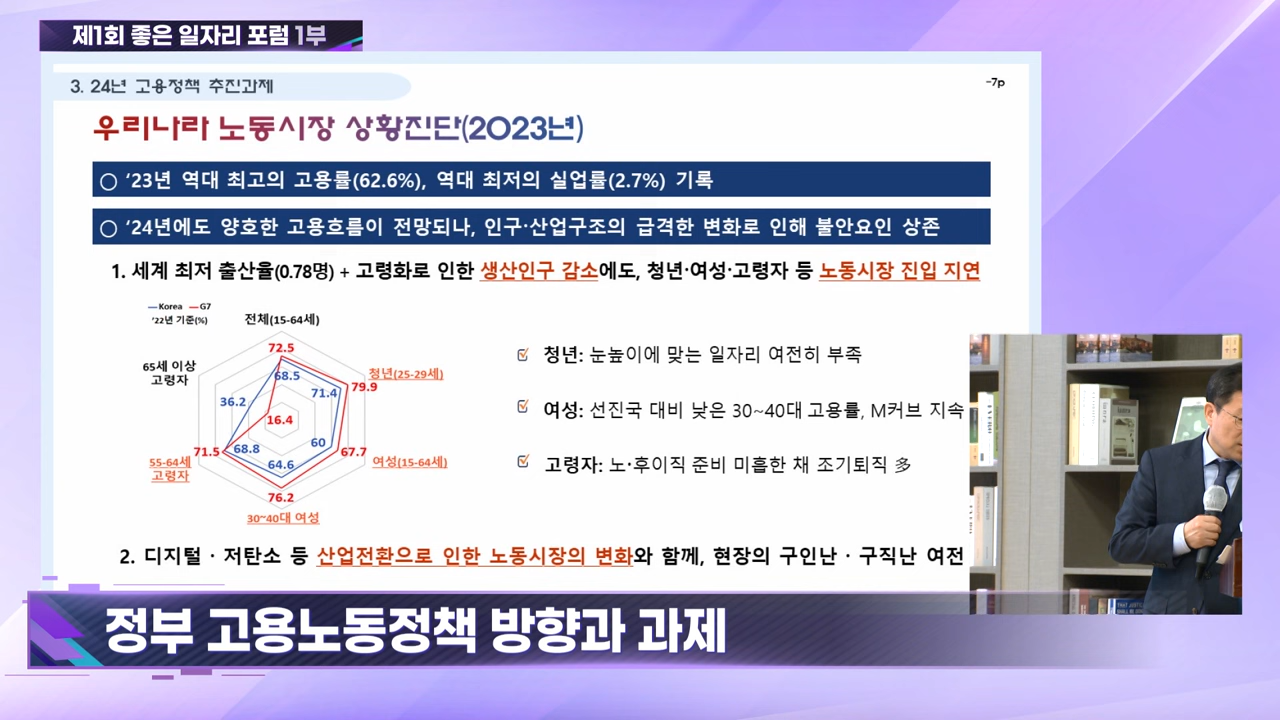 제1회 좋은 일자리 포럼 1부
3. 24년 고용정책 추진과제
-7p
우리나라 노동시장 상황진단(2023년)
○ ‘23년 역대 최고의 고용률(62.6%), 역대 최저의 실업률(2.7%) 기록
○ ‘24년에도 양호한 고용흐름이 전망되나, 인구·산업구조의 급격한 변화로 인해 불안요인 상존
1. 세계 최저 출산율(0.78명) + 고령화로 인한 생산인구 감소에도, 청년·여성·고령자 등 노동시장 진입 지연
Korea G7
’22년 기준(%)
전체(15-64세)
72.5
68.5
청년(25-29세)
79.9
71.4
65세 이상
고령자
36.2
16.4
71.5
68.8
60
67.7
55-64세
고령자
여성(15-64세)
64.6
76.2
30~40대 여성
청년: 눈높이에 맞는 일자리 여전히 부족
여성: 선진국 대비 낮은 30~40대 고용률, M커브 지속
고령자: 노·후이직 준비 미흡한 채 조기퇴직 多
2. 디지털 · 저탄소 등 산업전환으로 인한 노동시장의 변화와 함께, 현장의 구인난 · 구직난 여전
정부 고용노동정책 방향과 과제